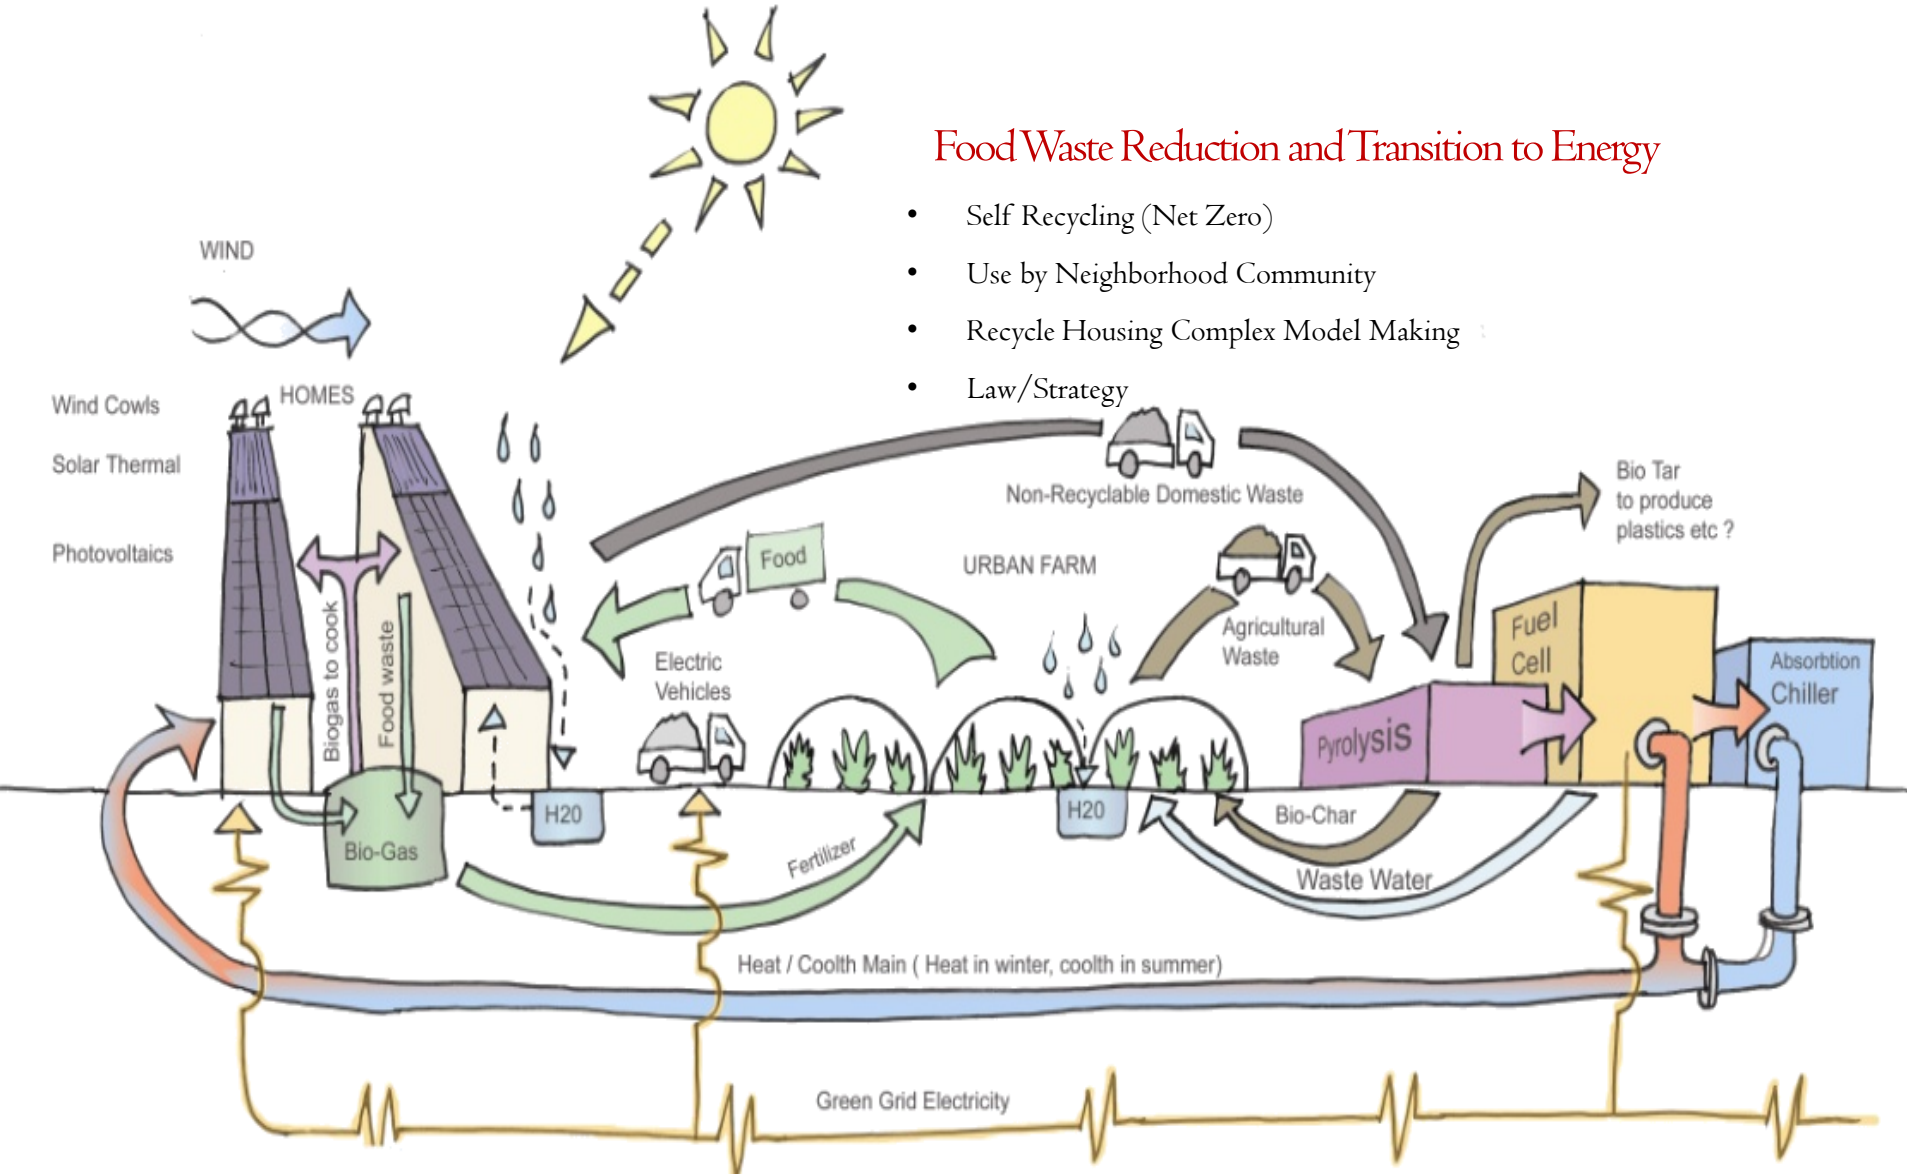 Food Waste Reduction and Transition to Energy
• Self Recycling (Net Zero)
• Use by Neighborhood Community
• Recycle Housing Complex Model Making
• Law/Strategy
WIND
HOMES
Wind Cowls
Solar Thermal
Photovoltaics
Biogas to cook
Food waste
Bio-Gas
H20
Food
Electric
Vehicles
Non-Recyclable Domestic Waste
URBAN FARM
Agricultural
Waste
Bio Tar
to produce
plastics etc ?
Fuel
Cell
Absorbtion
Chiller
Pyrolysis
H20
Bio-Char
Waste Water
Fertilizer
Heat / Coolth Main ( Heat in winter, coolth in summer)
Green Grid Electricity